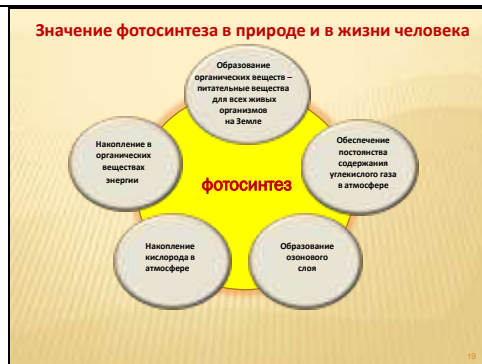 Значение фотосинтеза в природе и в жизни человека
Образование
органических веществ –
питательные вещества
для всех живых
организмов
на Земле
Накопление в
органических
веществах
энергии
Обеспечение
постоянства
содержания
углекислого газа
в атмосфере
фотосинтез
Накопление
кислорода в
атмосфере
Образование
озонового
слоя
19